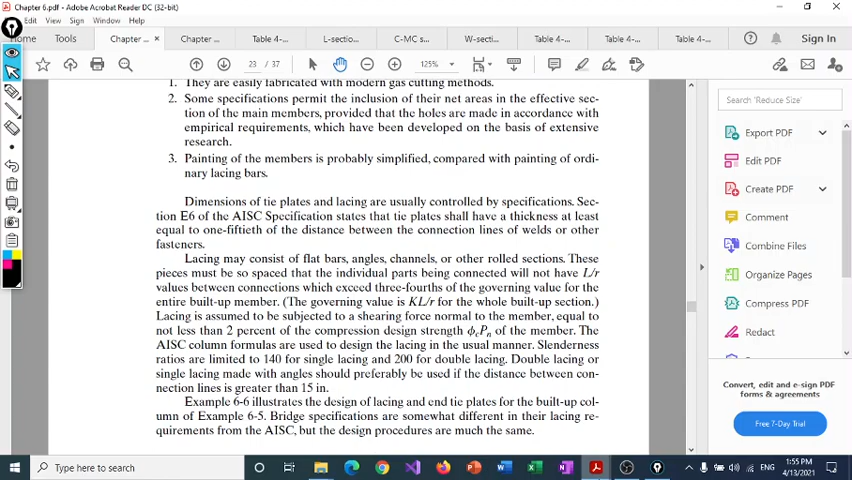 Chapter 6.pdf - Adobe Acrobat Reader DC (32-bit)
Edit View Sign Window Help
Home Tools Chapter ... × Chapter ... Table 4-... L-sectio... C-MC s... W-sectio... Table 4-... Table 4-... Table 4-... Sign In
23 / 37 125%
1. They are easily fabricated with modern gas cutting methods.
2. Some specifications permit the inclusion of their net areas in the effective sec-
tion of the main members, provided that the holes are made in accordance with
empirical requirements, which have been developed on the basis of extensive
research.
3. Painting of the members is probably simplified, compared with painting of ordi-
nary lacing bars.
Dimensions of tie plates and lacing are usually controlled by specifications. Sec-
tion E6 of the AISC Specification states that tie plates shall have a thickness at least
equal to one-fiftieth of the distance between the connection lines of welds or other
fasteners.
Lacing may consist of flat bars, angles, channels, or other rolled sections. These
pieces must be so spaced that the individual parts being connected will not have L/r
values between connections which exceed three-fourths of the governing value for the
entire built-up member. (The governing value is KL/r for the whole built-up section.)
Lacing is assumed to be subjected to a shearing force normal to the member, equal to
not less than 2 percent of the compression design strength ϕcPn of the member. The
AISC column formulas are used to design the lacing in the usual manner. Slenderness
ratios are limited to 140 for single lacing and 200 for double lacing. Double lacing or
single lacing made with angles should preferably be used if the distance between con-
nection lines is greater than 15 in.
Example 6-6 illustrates the design of lacing and end tie plates for the built-up col-
umn of Example 6-5. Bridge specifications are somewhat different in their lacing re-
quirements from the AISC, but the design procedures are much the same.
Search 'Reduce Size'
Export PDF
Edit PDF
Create PDF
Comment
Combine Files
Organize Pages
Compress PDF
Redact
Convert, edit and e-sign PDF
forms & agreements
Free 7-Day Trial
Type here to search
ENG
1:55 PM
4/13/2021